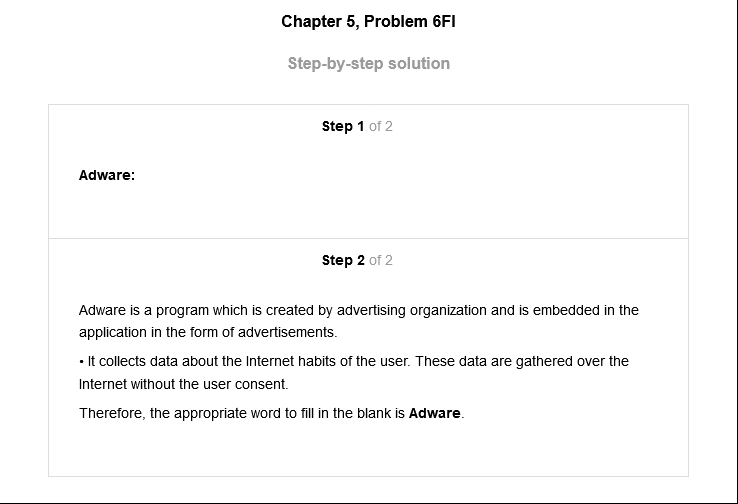 Chapter 5, Problem 6FI
Step-by-step solution
Step 1 of 2
Adware:
Step 2 of 2
Adware is a program which is created by advertising organization and is embedded in the
application in the form of advertisements.
• It collects data about the Internet habits of the user. These data are gathered over the
Internet without the user consent.
Therefore, the appropriate word to fill in the blank is Adware.